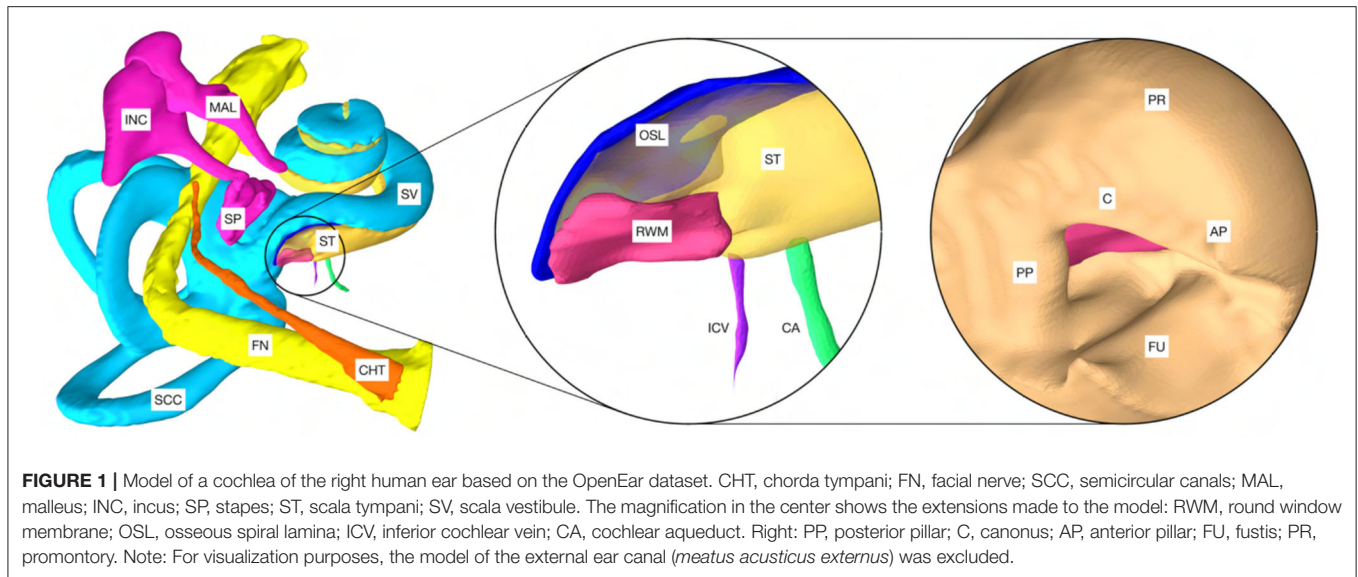 INC
MAL
SP
SV
ST
FN
CHT
SCC
OSL
ST
RWM
ICV
CA
PR
C
AP
PP
FU
FIGURE 1 | Model of a cochlea of the right human ear based on the OpenEar dataset. CHT, chorda tympani; FN, facial nerve; SCC, semicircular canals; MAL,
malleus; INC, incus; SP, stapes; ST, scala tympani; SV, scala vestibule. The magnification in the center shows the extensions made to the model: RWM, round window
membrane; OSL, osseous spiral lamina; ICV, inferior cochlear vein; CA, cochlear aqueduct. Right: PP, posterior pillar; C, canonus; AP, anterior pillar; FU, fustis; PR,
promontory. Note: For visualization purposes, the model of the external ear canal (meatus acusticus externus) was excluded.